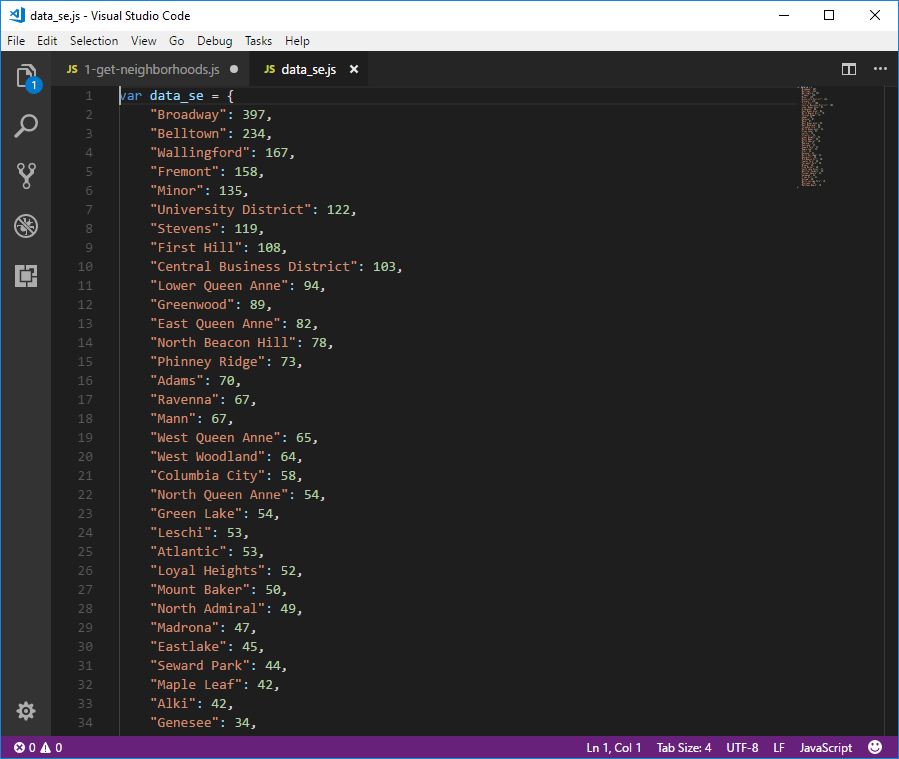 data_se.js - Visual Studio Code
File Edit Selection View Go Debug Tasks Help
JS 1-get-neighborhoods.js JS data_se.js
1
1 var data_se = {
2 "Broadway": 397,
3 "Belltown": 234,
4 "Wallingford": 167,
5 "Fremont": 158,
6 "Minor": 135,
7 "University District": 122,
8 "Stevens": 119,
9 "First Hill": 108,
10 "Central Business District": 103,
11 "Lower Queen Anne": 94,
12 "Greenwood": 89,
13 "East Queen Anne": 82,
14 "North Beacon Hill": 78,
15 "Phinney Ridge": 73,
16 "Adams": 70,
17 "Ravenna": 67,
18 "Mann": 67,
19 "West Queen Anne": 65,
20 "West Woodland": 64,
21 "Columbia City": 58,
22 "North Queen Anne": 54,
23 "Green Lake": 54,
24 "Leschi": 53,
25 "Atlantic": 53,
26 "Loyal Heights": 52,
27 "Mount Baker": 50,
28 "North Admiral": 49,
29 "Madrona": 47,
30 "Eastlake": 45,
31 "Seward Park": 44,
32 "Maple Leaf": 42,
33 "Alki": 42,
34 "Genesee": 34,
0 0 Ln 1, Col 1 Tab Size: 4 UTF-8 LF JavaScript